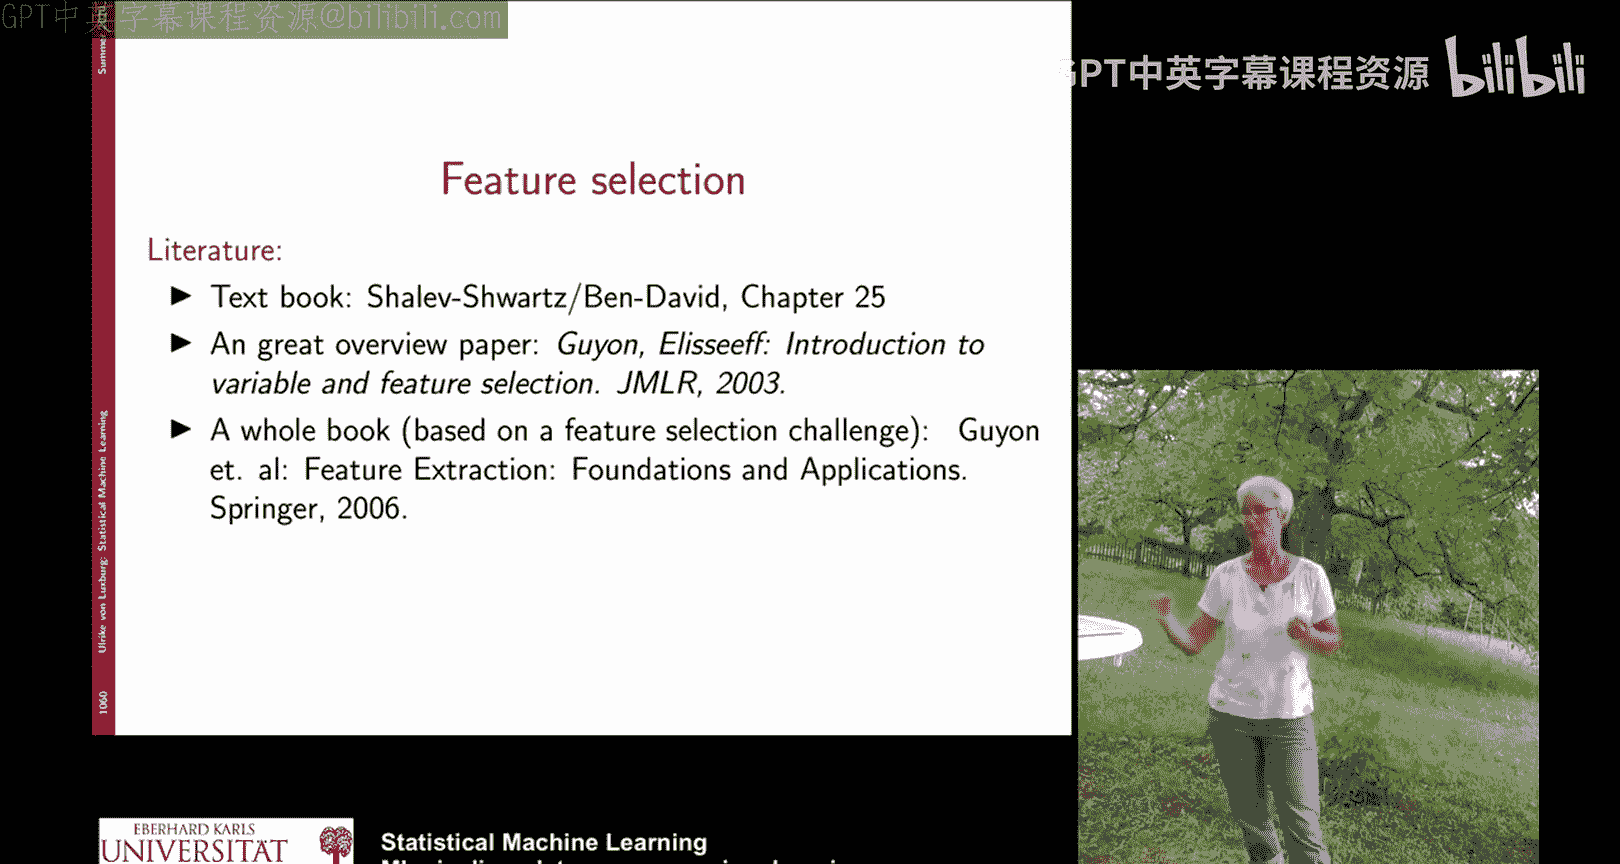 GPT中英字幕课程资源@bilibili.com
GPT中英字幕课程资源 bilibili
Feature selection
Literature:
▶ Text book: Shalev-Shwartz/Ben-David, Chapter 25
▶ An great overview paper: Guyon, Elisseeff: Introduction to
variable and feature selection. JMLR, 2003.
▶ A whole book (based on a feature selection challenge): Guyon
et. al: Feature Extraction: Foundations and Applications.
Springer, 2006.
Summer
Ulrike von Luxburg: Statistical Machine Learning
1060
EBERHARD KARLS
UNIVERSITÄT
Statistical Machine Learning